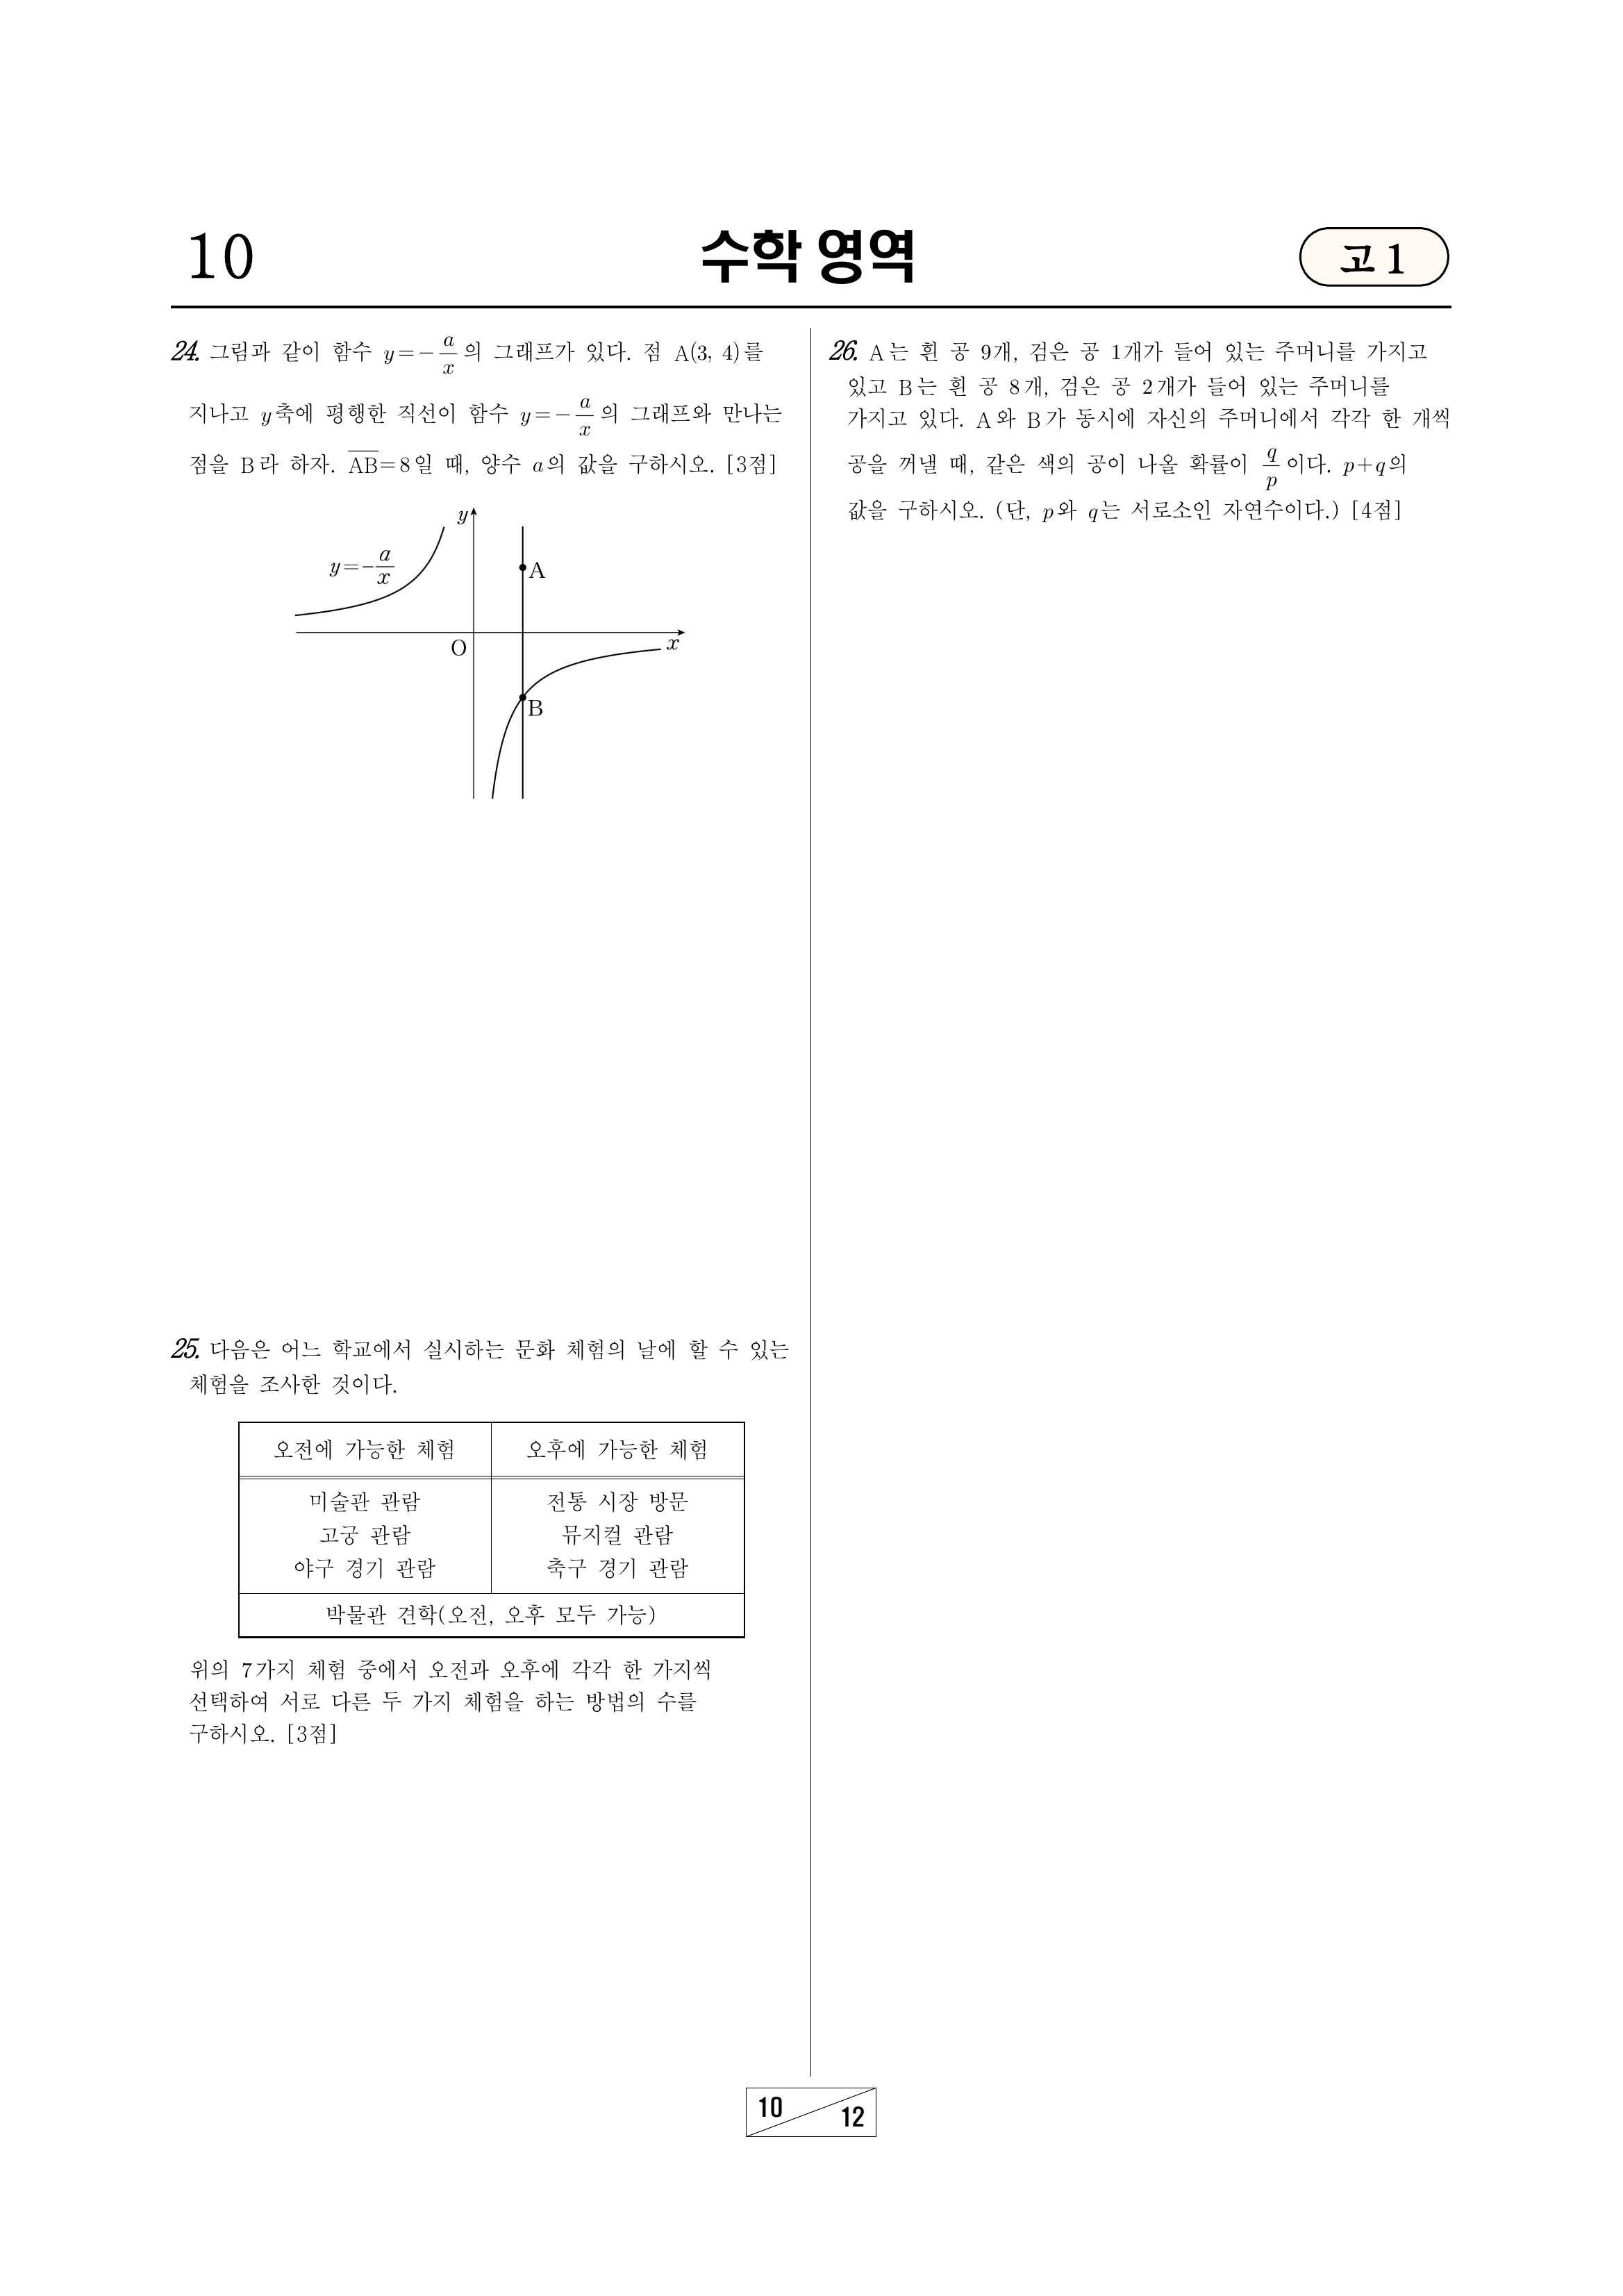 10
수학 영역
고 1
24. 그림과 같이 함수 y=-a/x의 그래프가 있다. 점 A(3, 4)를
지나고 y축에 평행한 직선이 함수 y=-a/x의 그래프와 만나는
점을 B라 하자. A̅B̅=8일 때, 양수 a의 값을 구하시오. [3점]
y
y=-a/x
A
O
x
B
25. 다음은 어느 학교에서 실시하는 문화 체험의 날에 할 수 있는
체험을 조사한 것이다.
오전에 가능한 체험
오후에 가능한 체험
미술관 관람
고궁 관람
야구 경기 관람
전통 시장 방문
뮤지컬 관람
축구 경기 관람
박물관 견학(오전, 오후 모두 가능)
위의 7가지 체험 중에서 오전과 오후에 각각 한 가지씩
선택하여 서로 다른 두 가지 체험을 하는 방법의 수를
구하시오. [3점]
26. A는 흰 공 9개, 검은 공 1개가 들어 있는 주머니를 가지고
있고 B는 흰 공 8개, 검은 공 2개가 들어 있는 주머니를
가지고 있다. A와 B가 동시에 자신의 주머니에서 각각 한 개씩
공을 꺼낼 때, 같은 색의 공이 나올 확률이 q/p이다. p+q의
값을 구하시오. (단, p와 q는 서로소인 자연수이다.) [4점]
10
12